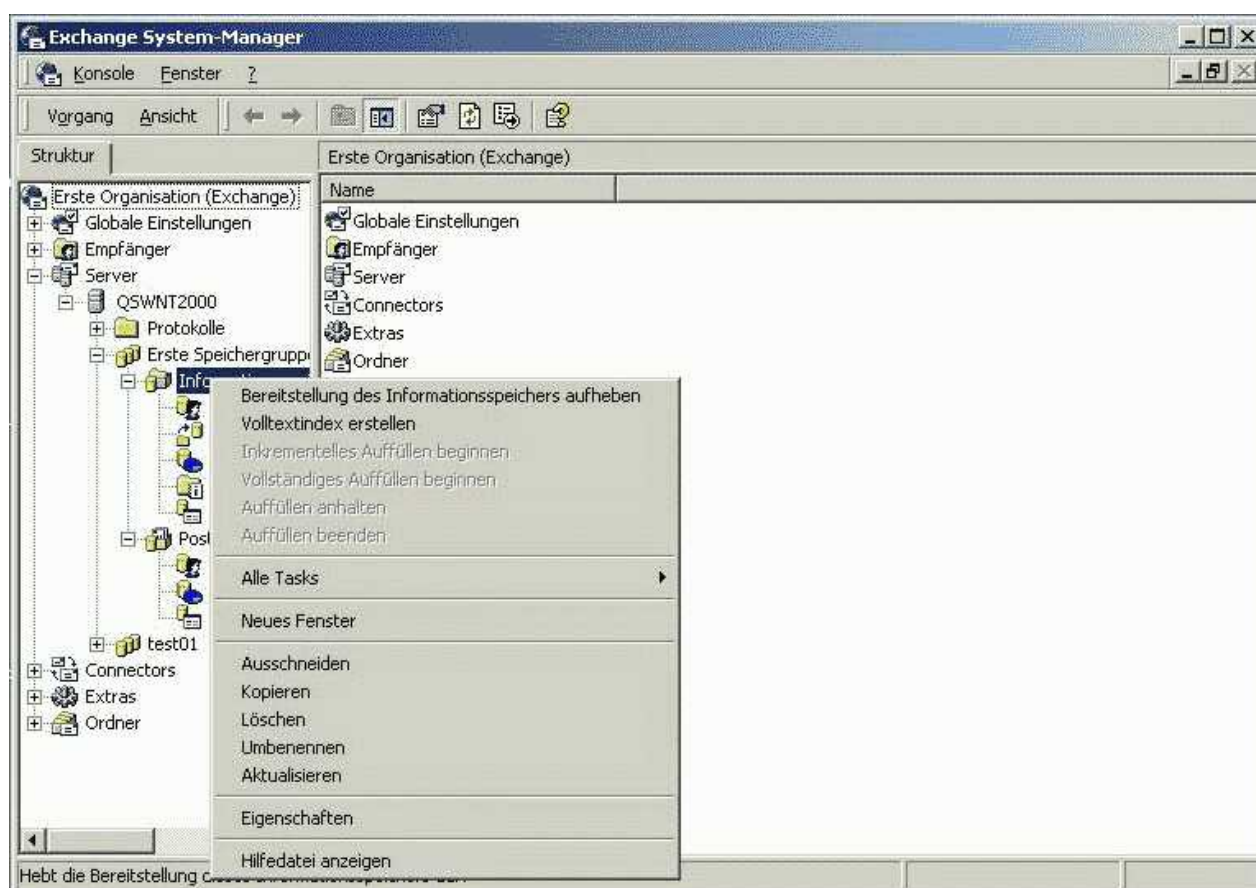 Exchange System-Manager
Konsole Fenster ?
Vorgang Ansicht
Struktur
Erste Organisation (Exchange)
Name
Erste Organisation (Exchange)
Globale Einstellungen
Empfänger
Server
QSWNT2000
Protokolle
Erste Speichergruppe
test01
Connectors
Extras
Ordner
Globale Einstellungen
Empfänger
Server
Connectors
Extras
Ordner
Bereitstellung des Informationsspeichers aufheben
Volltextindex erstellen
Inkrementelles Auffüllen beginnen
Vollständiges Auffüllen beginnen
Auffüllen anhalten
Auffüllen beenden
Alle Tasks
Neues Fenster
Ausschneiden
Kopieren
Löschen
Umbenennen
Aktualisieren
Eigenschaften
Hilfedatei anzeigen
Hebt die Bereitstellung